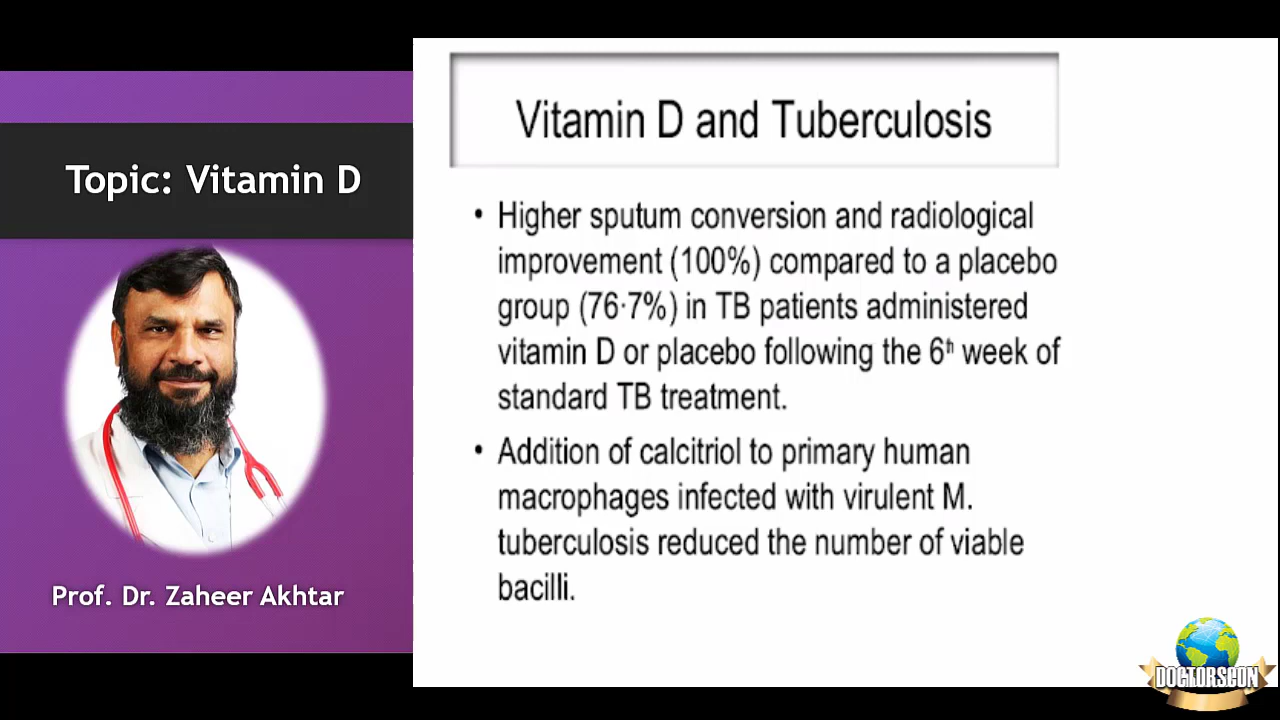 Topic: Vitamin D
Prof. Dr. Zaheer Akhtar
Vitamin D and Tuberculosis
• Higher sputum conversion and radiological
improvement (100%) compared to a placebo
group (76·7%) in TB patients administered
vitamin D or placebo following the 6th week of
standard TB treatment.
• Addition of calcitriol to primary human
macrophages infected with virulent M.
tuberculosis reduced the number of viable
bacilli.
DOCTORSCON